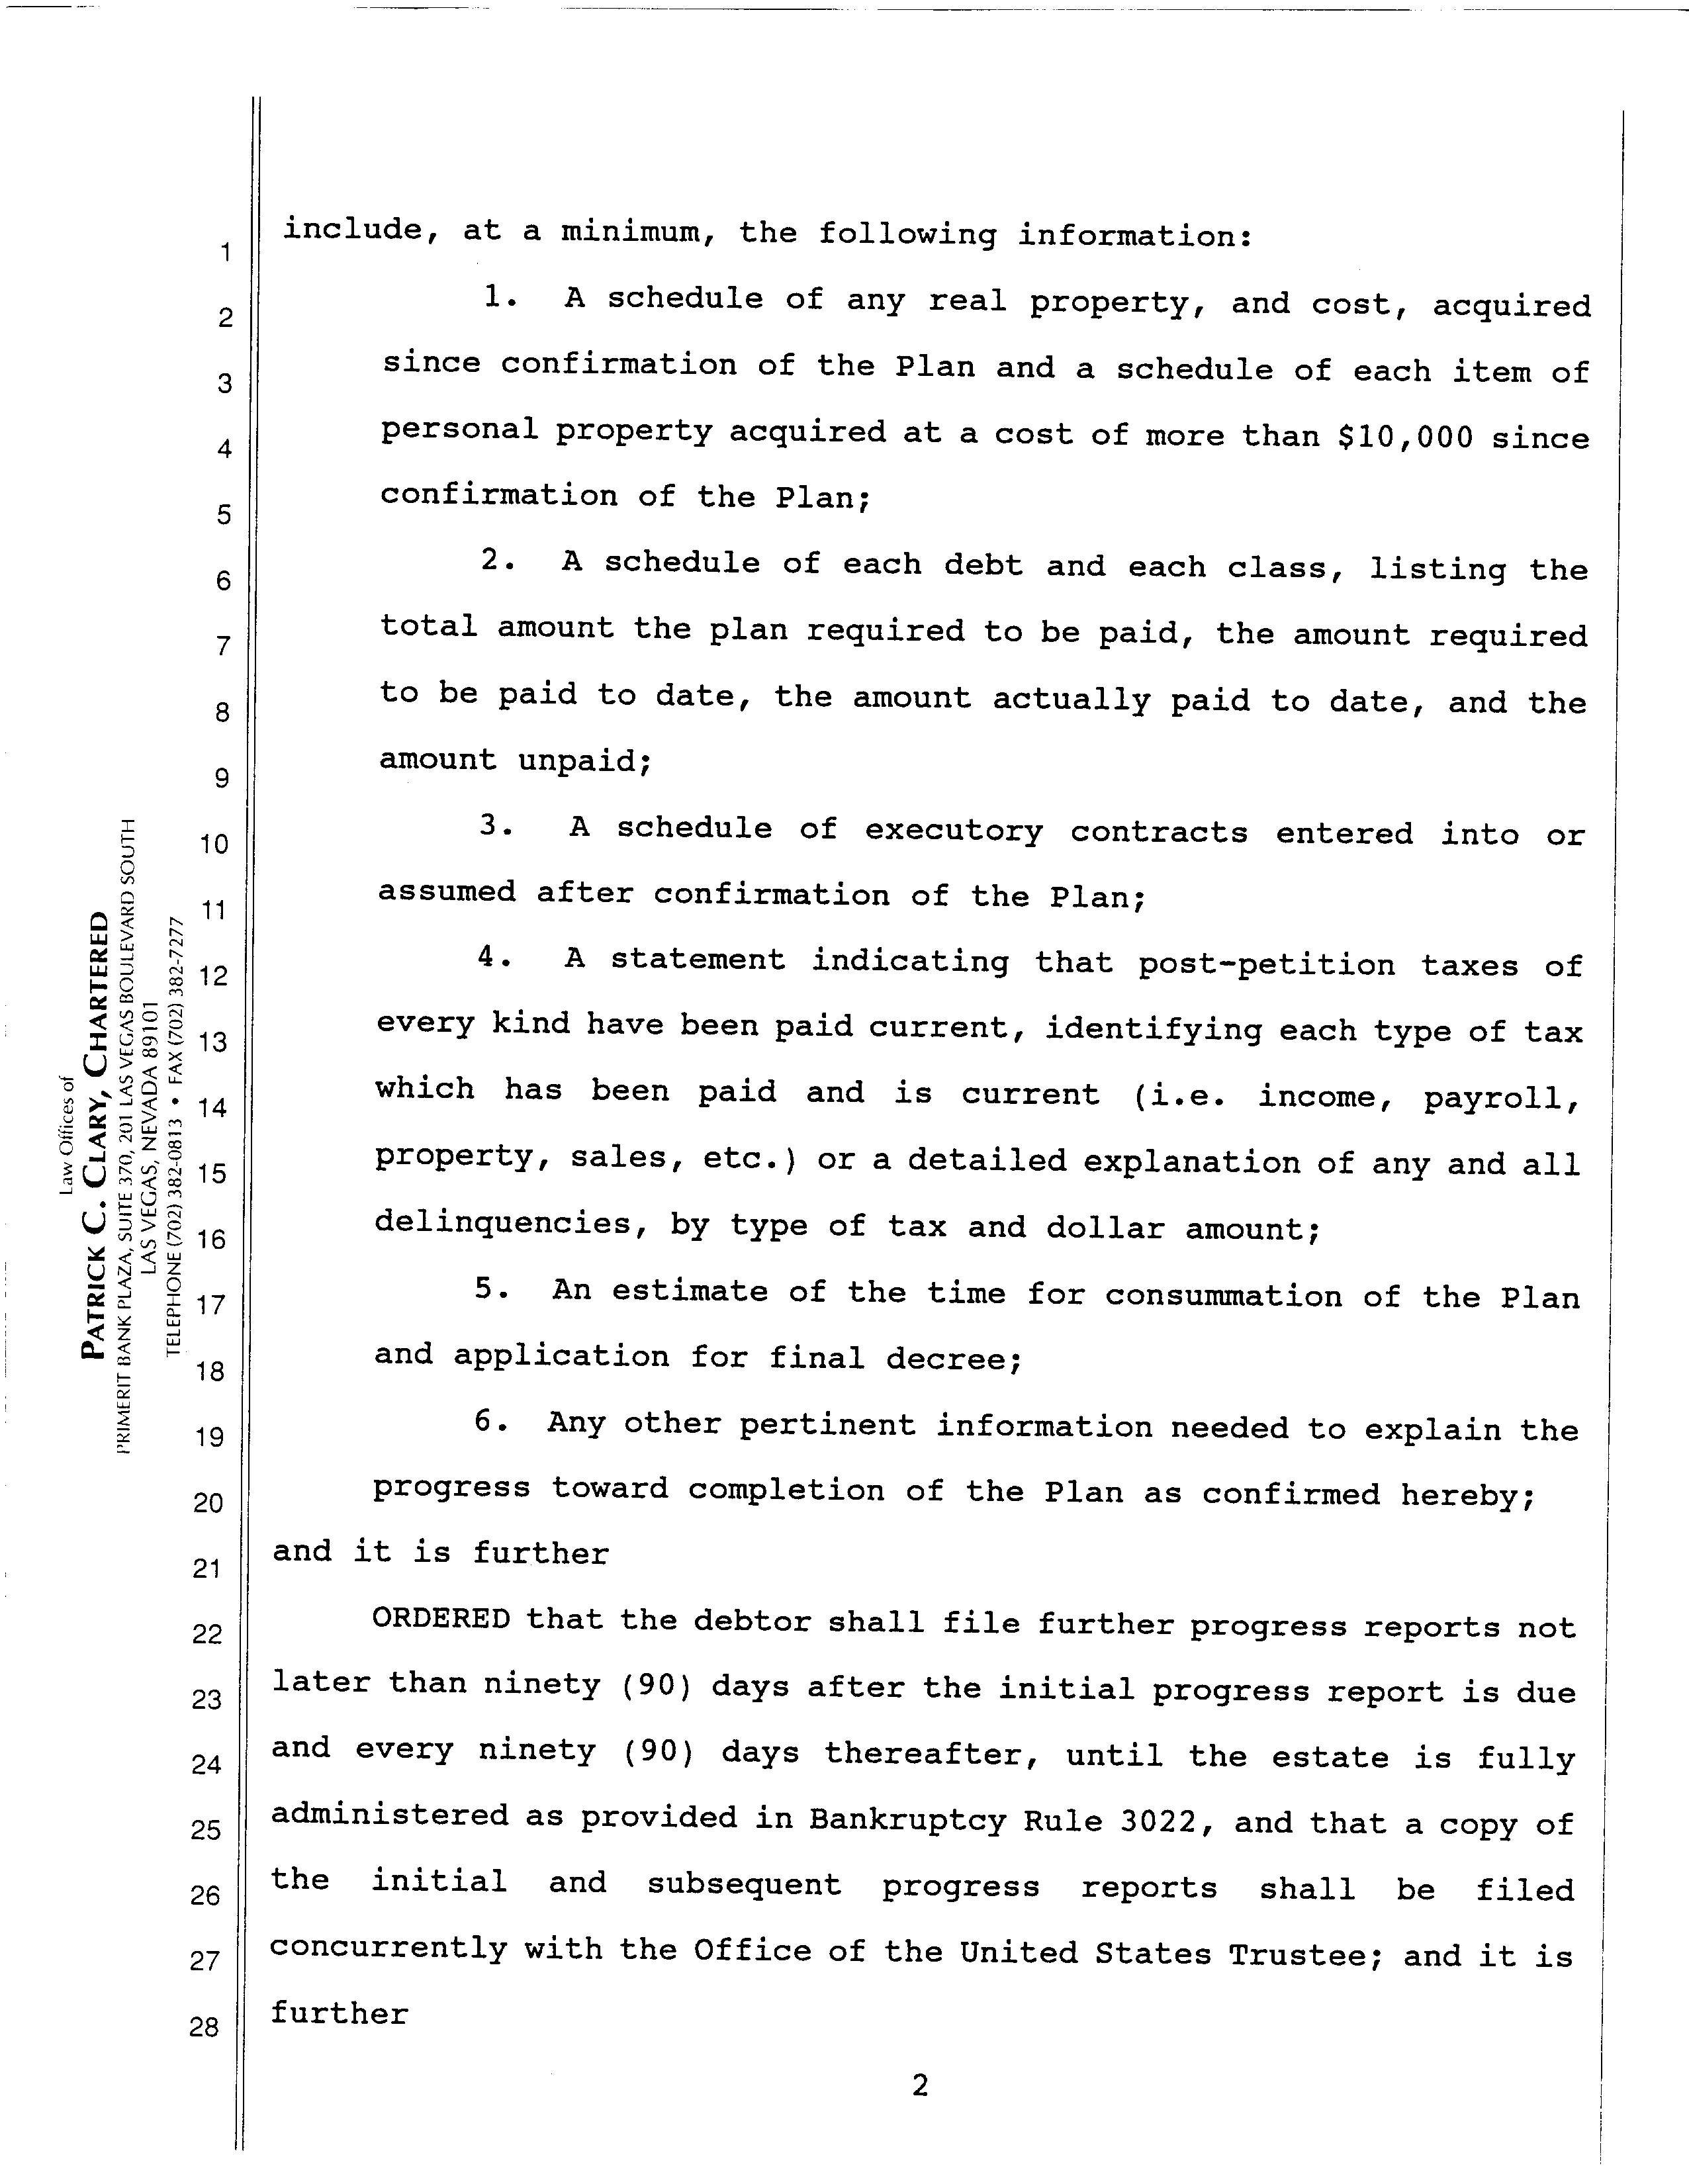 include, at a minimum, the following information:
1. A schedule of any real property, and cost, acquired
since confirmation of the Plan and a schedule of each item of
personal property acquired at a cost of more than $10,000 since
confirmation of the Plan;
2. A schedule of each debt and each class, listing the
total amount the plan required to be paid, the amount required
to be paid to date, the amount actually paid to date, and the
amount unpaid;
3. A schedule of executory contracts entered into or
assumed after confirmation of the Plan;
4. A statement indicating that post-petition taxes of
every kind have been paid current, identifying each type of tax
which has been paid and is current (i.e. income, payroll,
property, sales, etc.) or a detailed explanation of any and all
delinquencies, by type of tax and dollar amount;
5. An estimate of the time for consummation of the Plan
and application for final decree;
6. Any other pertinent information needed to explain the
progress toward completion of the Plan as confirmed hereby;
and it is further
ORDERED that the debtor shall file further progress reports not
later than ninety (90) days after the initial progress report is due
and every ninety (90) days thereafter, until the estate is fully
administered as provided in Bankruptcy Rule 3022, and that a copy of
the initial and subsequent progress reports shall be filed
concurrently with the Office of the United States Trustee; and it is
further
2
1
2
3
4
5
6
7
8
9
10
11
12
13
14
15
16
17
18
19
20
21
22
23
24
25
26
27
28
Law Offices of
PATRICK C. CLARY, CHARTERED
PRIMERIT BANK PLAZA, SUITE 370, 201 LAS VEGAS BOULEVARD SOUTH
LAS VEGAS, NEVADA 89101
TELEPHONE (702) 382-0813 • FAX (702) 382-7277